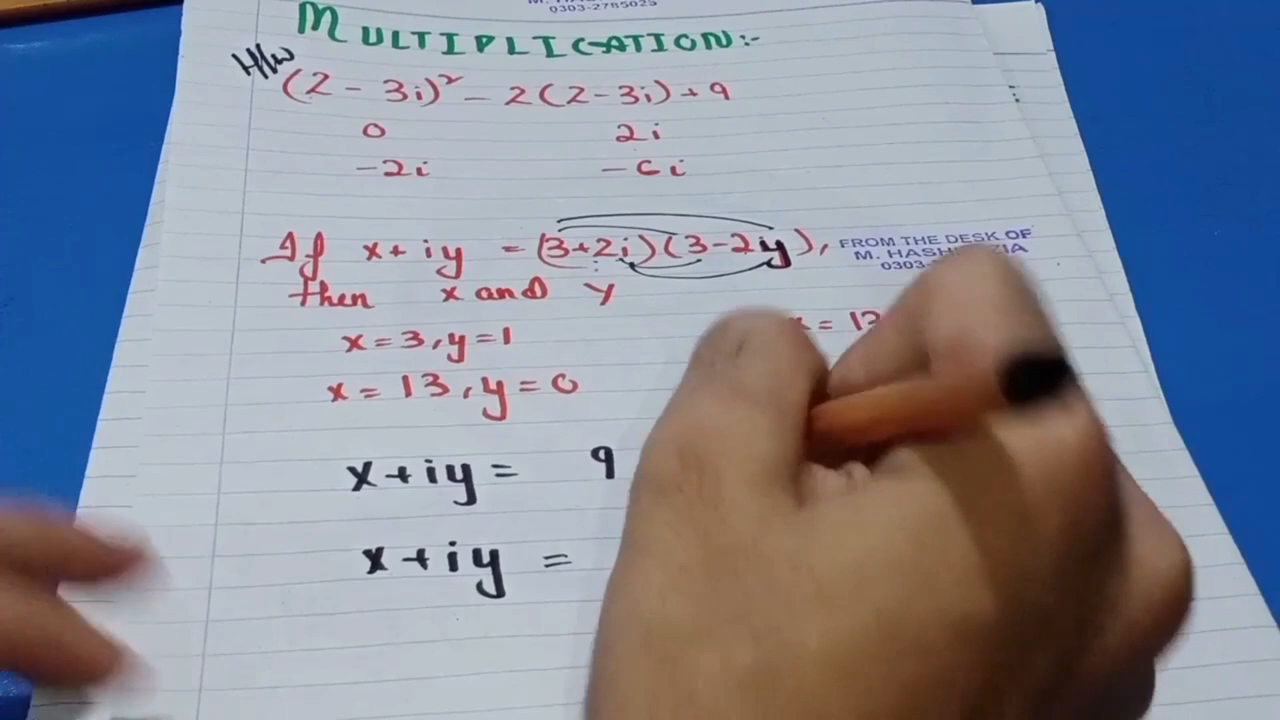 0303-2785025
MULTIPLICATION:-
H/W
(2 - 3i)² - 2(2-3i)+9
0 2i
-2i -6i
If x+iy = (3+2i)(3-2iy),
FROM THE DESK OF
then x and y
x=3, y=1
x = 13, y=0
x+iy = 9
x+iy =